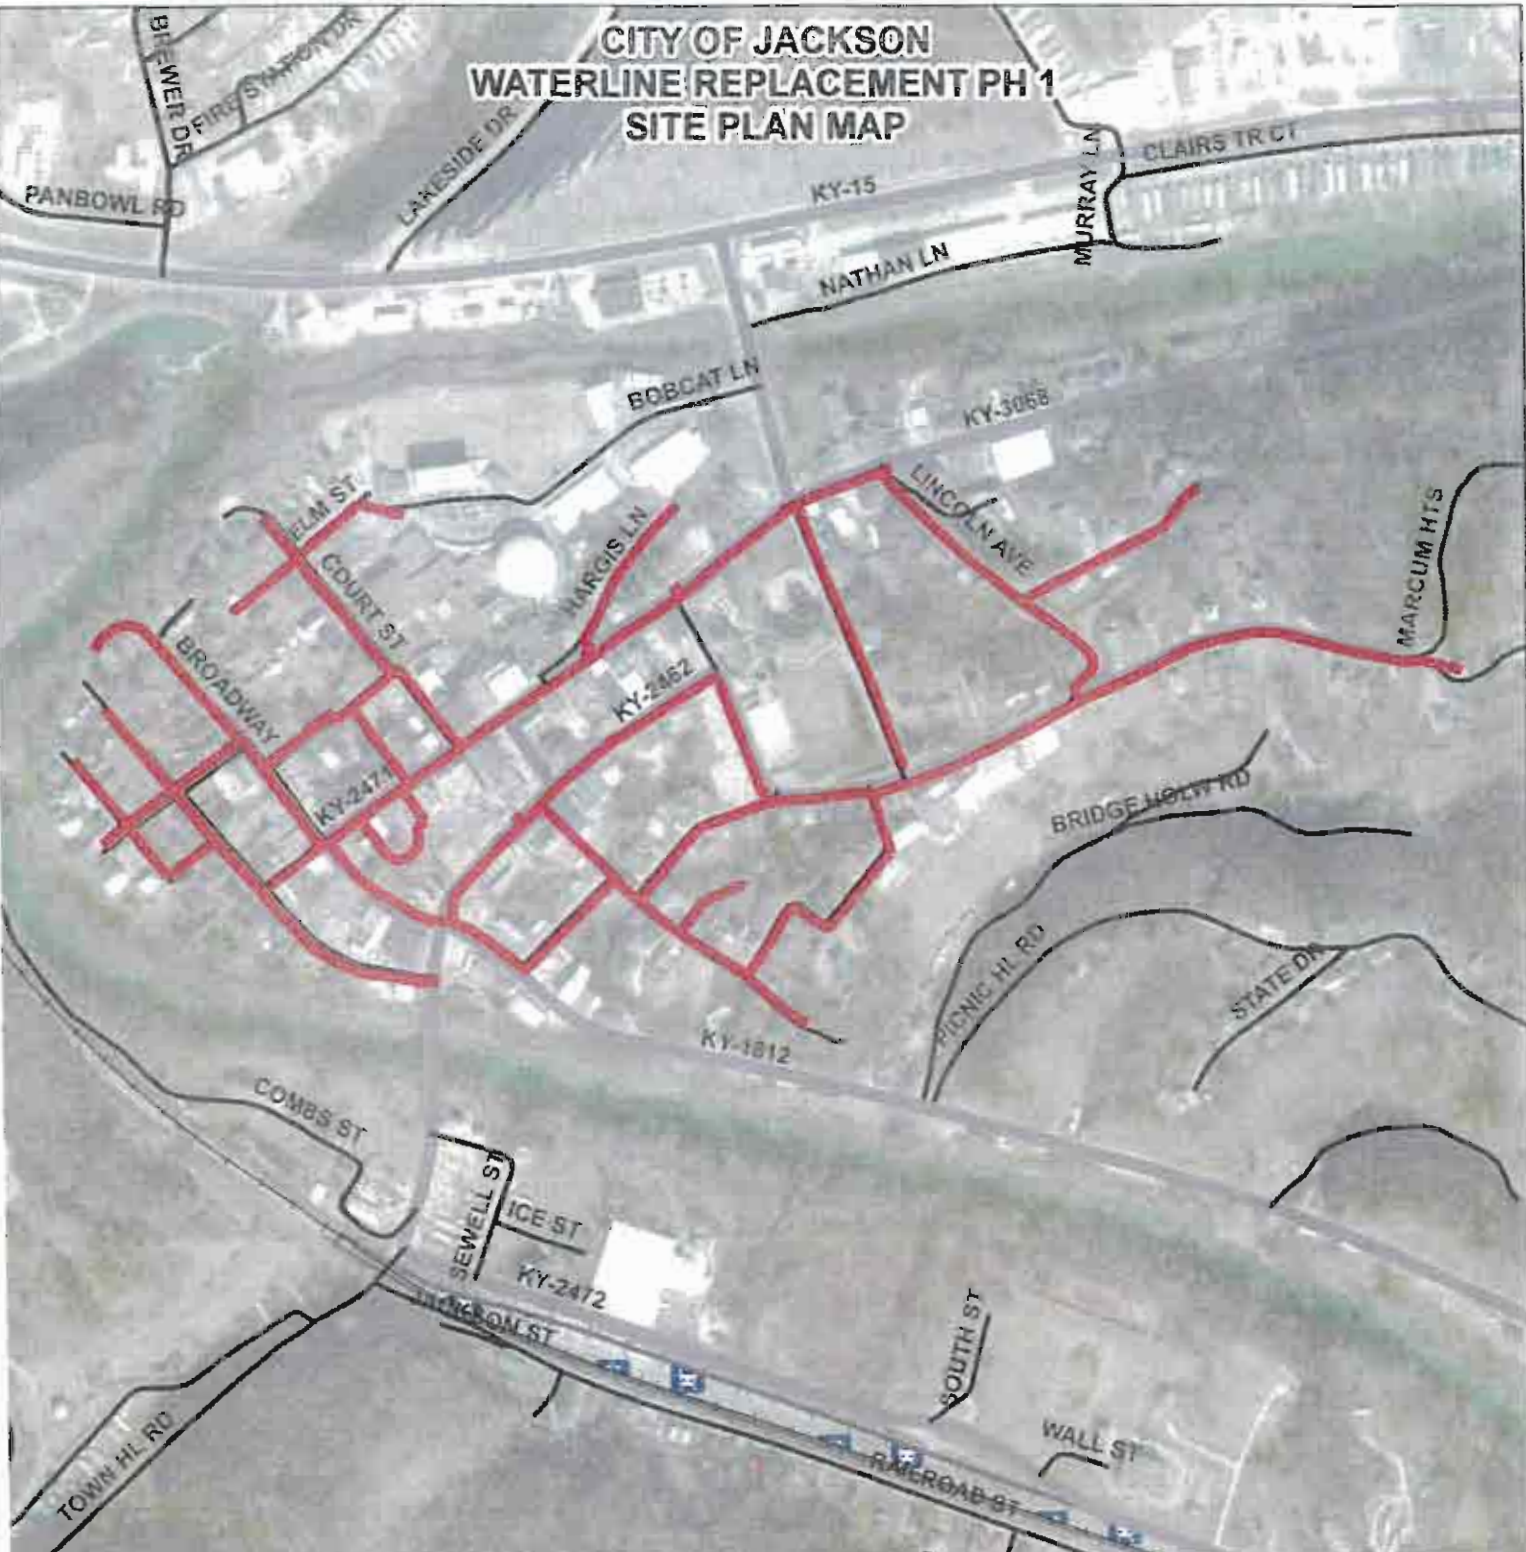 CITY OF JACKSON
WATERLINE REPLACEMENT PH 1
SITE PLAN MAP
BREWER DR
FIRE STATION DR
LAKESIDE DR
PANBOWL RD
KY-15
MURRAY LN
CLAIRS TR CT
NATHAN LN
BOBCAT LN
KY-3068
ELM ST
LINCOLN AVE
HARGIS LN
MARCUM HTS
COURT ST
BROADWAY
KY-2462
KY-2471
BRIDGE HOLW RD
PICNIC HL RD
STATE DR
KY-1812
COMBS ST
SEWELL ST
ICE ST
KY-2472
JACKSON ST
SOUTH ST
WALL ST
RAILROAD ST
TOWN HL RD